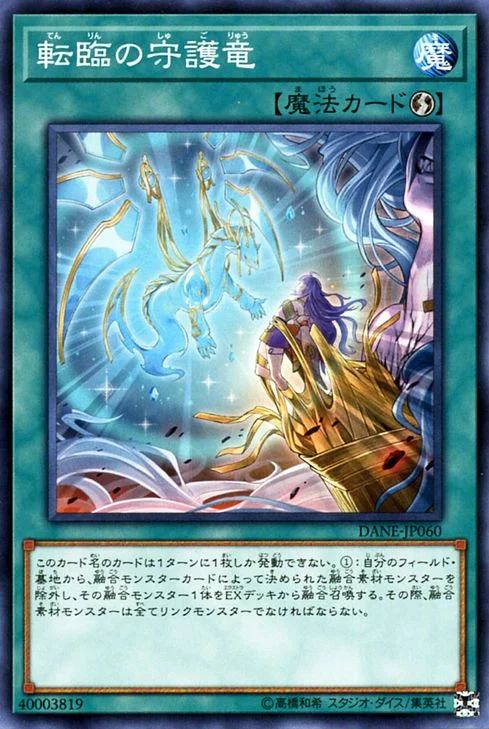 転臨の守護竜
魔
【魔法カード】
DANE-JP060
このカード名のカードは1ターンに1枚しか発動できない。①：自分のフィールド・
墓地から、融合モンスターカードによって決められた融合素材モンスターを
除外し、その融合モンスター1体をEXデッキから融合召喚する。その際、融合
素材モンスターは全てリンクモンスターでなければならない。
40003819
©高橋和希 スタジオ・ダイス/集英社